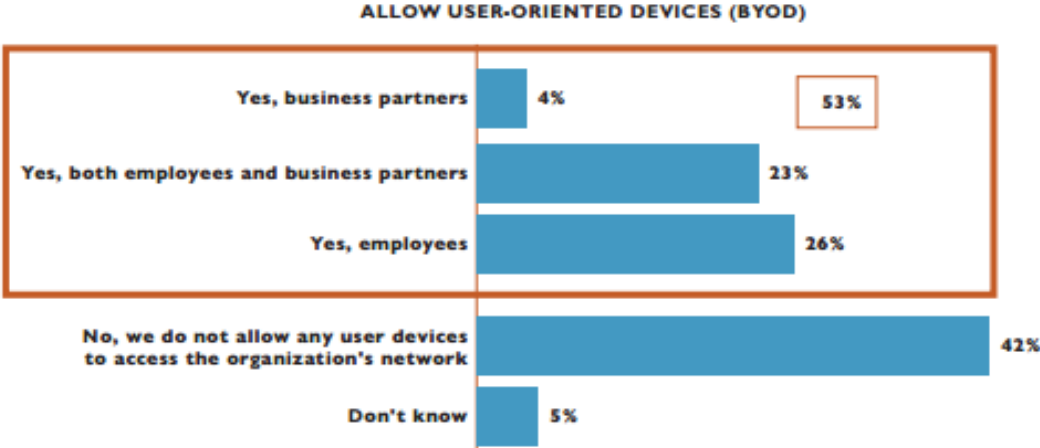 ALLOW USER-ORIENTED DEVICES (BYOD)
Yes, business partners 4% 53%
Yes, both employees and business partners 23%
Yes, employees 26%
No, we do not allow any user devices
to access the organization's network 42%
Don't know 5%